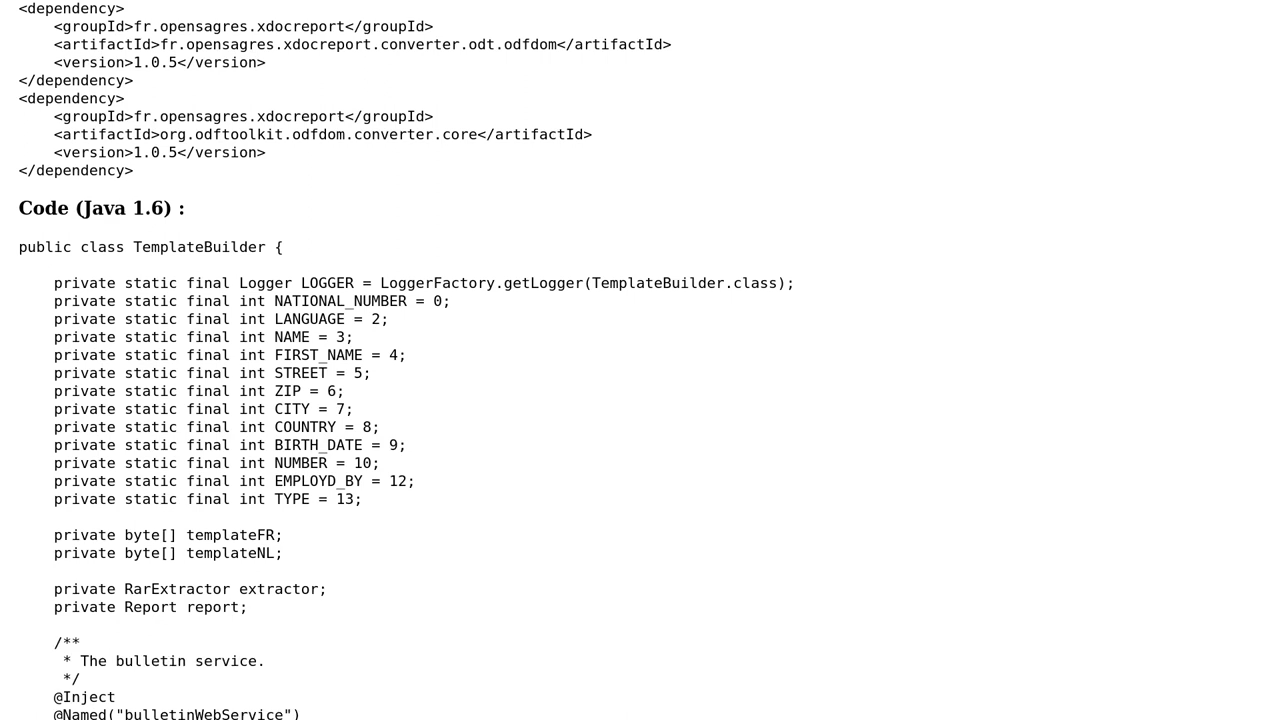 <dependency>
    <groupId>fr.opensagres.xdocreport</groupId>
    <artifactId>fr.opensagres.xdocreport.converter.odt.odfdom</artifactId>
    <version>1.0.5</version>
</dependency>
<dependency>
    <groupId>fr.opensagres.xdocreport</groupId>
    <artifactId>org.odftoolkit.odfdom.converter.core</artifactId>
    <version>1.0.5</version>
</dependency>
Code (Java 1.6) :
public class TemplateBuilder {
    private static final Logger LOGGER = LoggerFactory.getLogger(TemplateBuilder.class);
    private static final int NATIONAL_NUMBER = 0;
    private static final int LANGUAGE = 2;
    private static final int NAME = 3;
    private static final int FIRST_NAME = 4;
    private static final int STREET = 5;
    private static final int ZIP = 6;
    private static final int CITY = 7;
    private static final int COUNTRY = 8;
    private static final int BIRTH_DATE = 9;
    private static final int NUMBER = 10;
    private static final int EMPLOYD_BY = 12;
    private static final int TYPE = 13;
    private byte[] templateFR;
    private byte[] templateNL;
    private RarExtractor extractor;
    private Report report;
    /**
     * The bulletin service.
     */
    @Inject
    @Named("bulletinWebService")